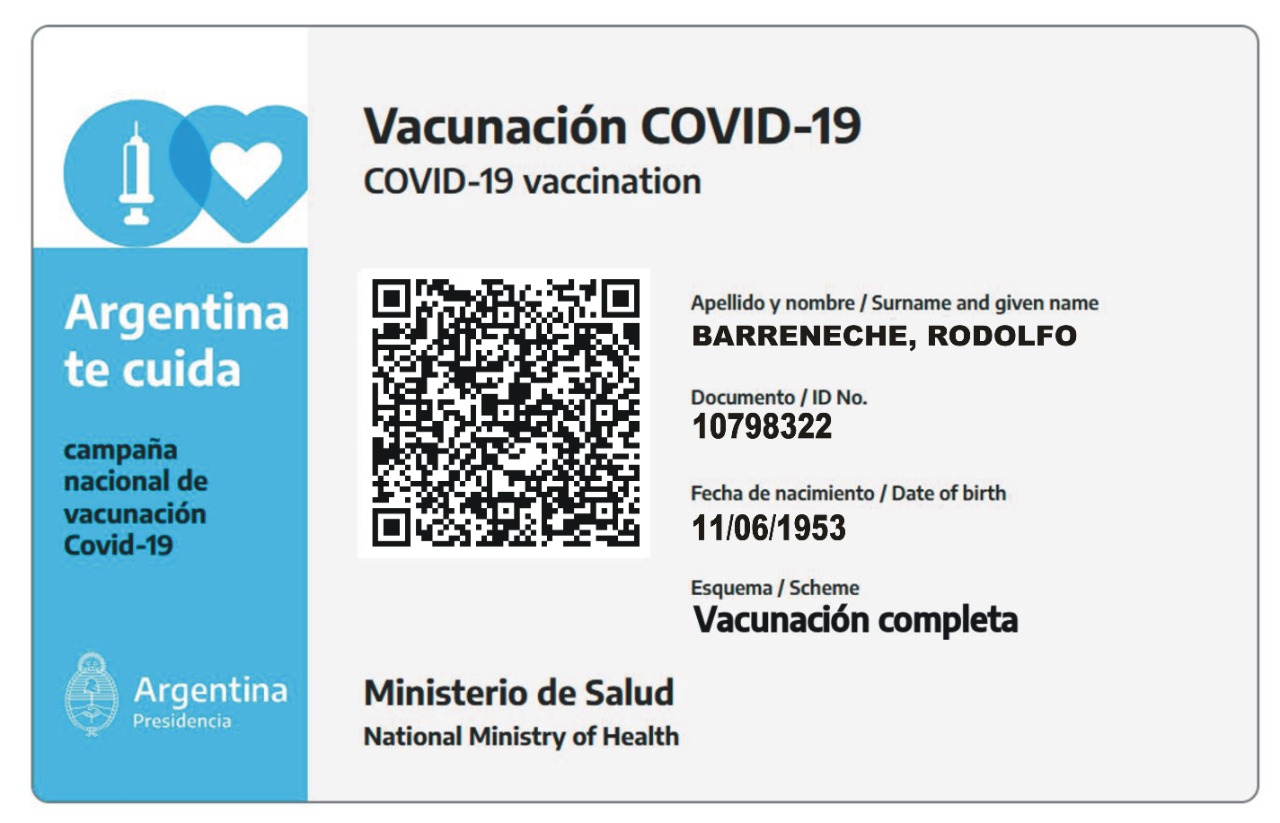 Vacunación COVID-19
COVID-19 vaccination
Argentina
te cuida
campaña
nacional de
vacunación
Covid-19
Argentina
Presidencia
Apellido y nombre / Surname and given name
BARRENECHE, RODOLFO
Documento / ID No.
10798322
Fecha de nacimiento / Date of birth
11/06/1953
Esquema / Scheme
Vacunación completa
Ministerio de Salud
National Ministry of Health